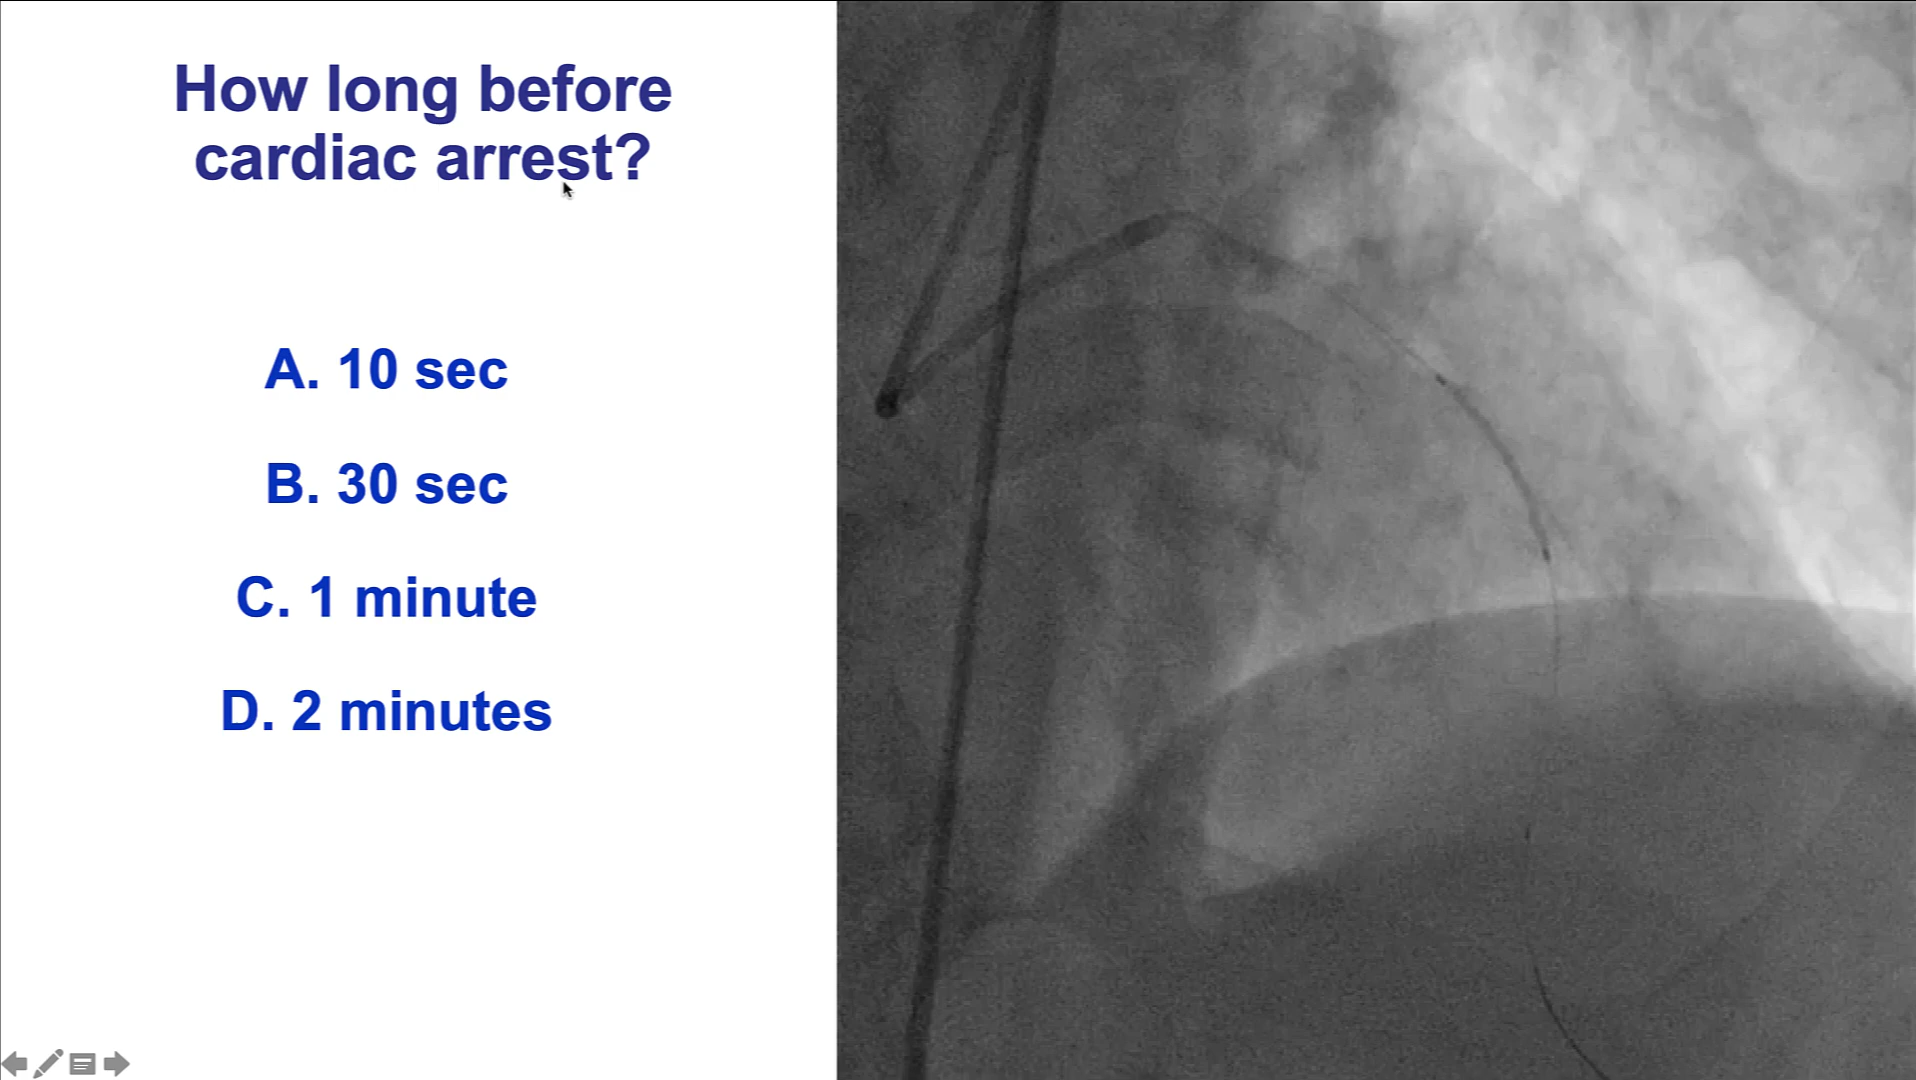 How long before
cardiac arrest?
A. 10 sec
B. 30 sec
C. 1 minute
D. 2 minutes